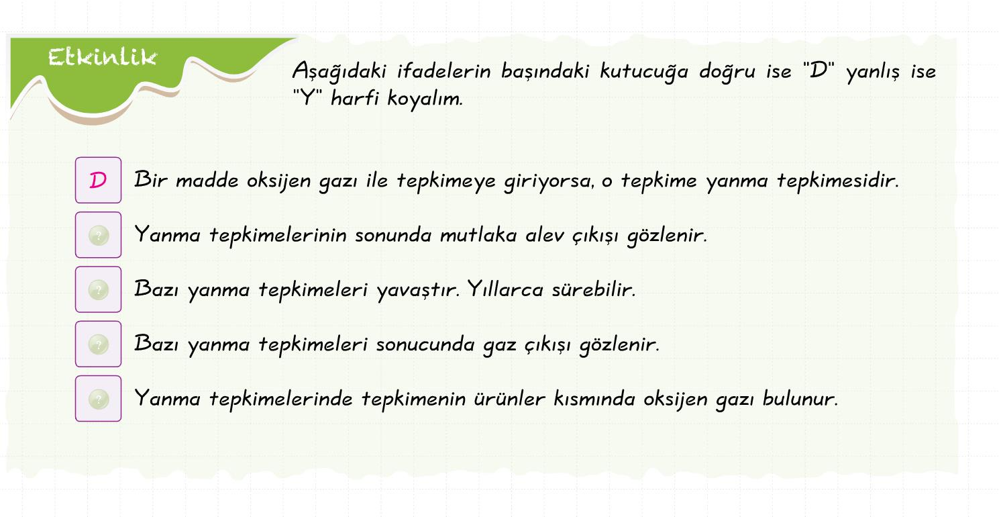 Etkinlik
Aşağıdaki ifadelerin başındaki kutucuğa doğru ise "D" yanlış ise
"Y" harfi koyalım.
D Bir madde oksijen gazı ile tepkimeye giriyorsa, o tepkime yanma tepkimesidir.
? Yanma tepkimelerinin sonunda mutlaka alev çıkışı gözlenir.
? Bazı yanma tepkimeleri yavaştır. Yıllarca sürebilir.
? Bazı yanma tepkimeleri sonucunda gaz çıkışı gözlenir.
? Yanma tepkimelerinde tepkimenin ürünler kısmında oksijen gazı bulunur.